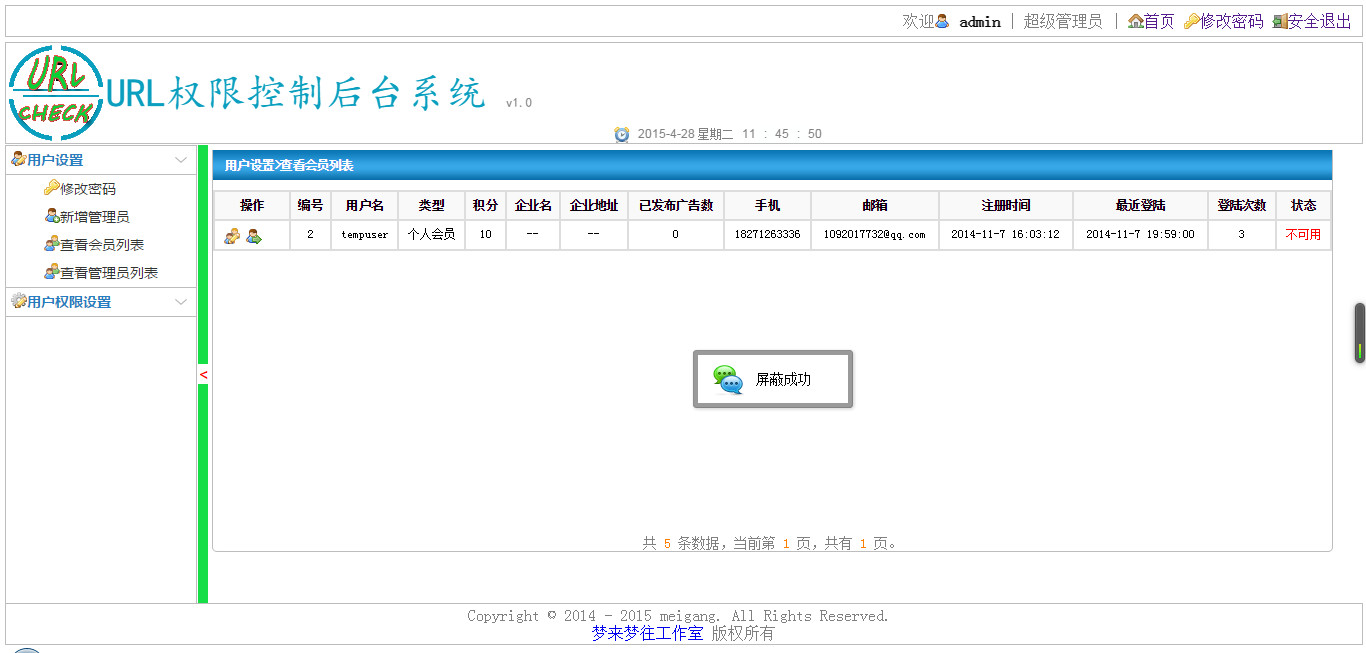 欢迎 admin | 超级管理员 | 首页 修改密码 安全退出
URL
CHECK
URL权限控制后台系统 v1.0
2015-4-28 星期二 11 : 45 : 50
用户设置
修改密码
新增管理员
查看会员列表
查看管理员列表
用户权限设置
<
用户设置>查看会员列表
操作 编号 用户名 类型 积分 企业名 企业地址 已发布广告数 手机 邮箱 注册时间 最近登陆 登陆次数 状态
2 tempuser 个人会员 10 -- -- 0 18271263336 1092017732@qq.com 2014-11-7 16:03:12 2014-11-7 19:59:00 3 不可用
屏蔽成功
共 5 条数据，当前第 1 页，共有 1 页。
Copyright © 2014 - 2015 meigang. All Rights Reserved.
梦来梦往工作室 版权所有